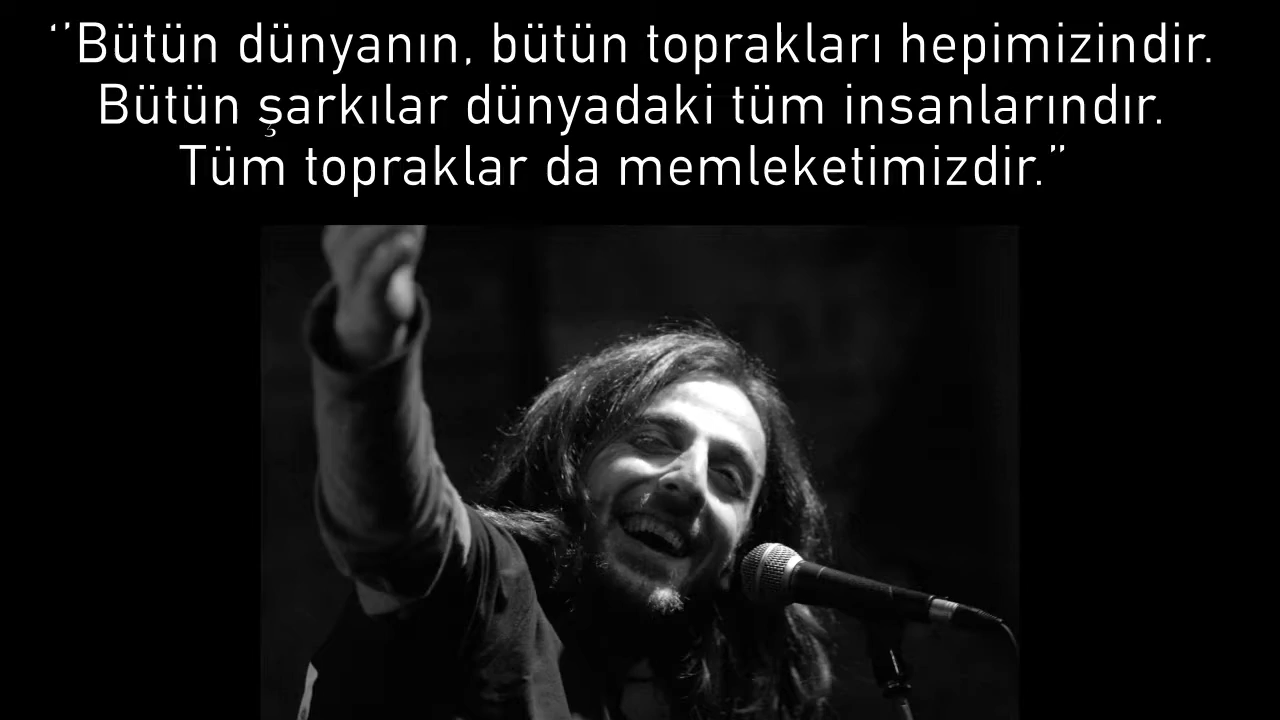 ‘’Bütün dünyanın, bütün toprakları hepimizindir.
Bütün şarkılar dünyadaki tüm insanlarındır.
Tüm topraklar da memleketimizdir.’’